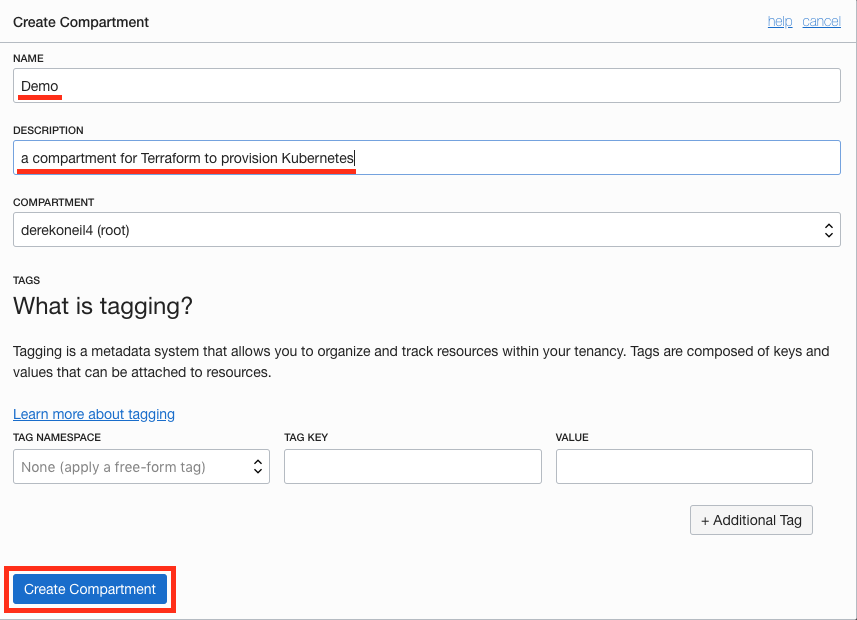 Create Compartment
help cancel
NAME
Demo
DESCRIPTION
a compartment for Terraform to provision Kubernetes
COMPARTMENT
derekoneil4 (root)
TAGS
What is tagging?
Tagging is a metadata system that allows you to organize and track resources within your tenancy. Tags are composed of keys and
values that can be attached to resources.
Learn more about tagging
TAG NAMESPACE
TAG KEY
VALUE
None (apply a free-form tag)
+ Additional Tag
Create Compartment